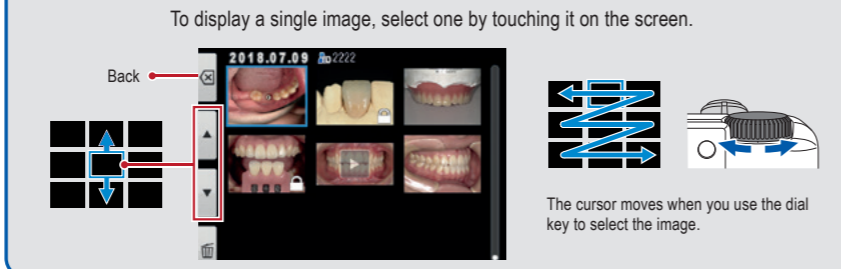 To display a single image, select one by touching it on the screen.
Back
2018.07.09 ID2222
The cursor moves when you use the dial
key to select the image.